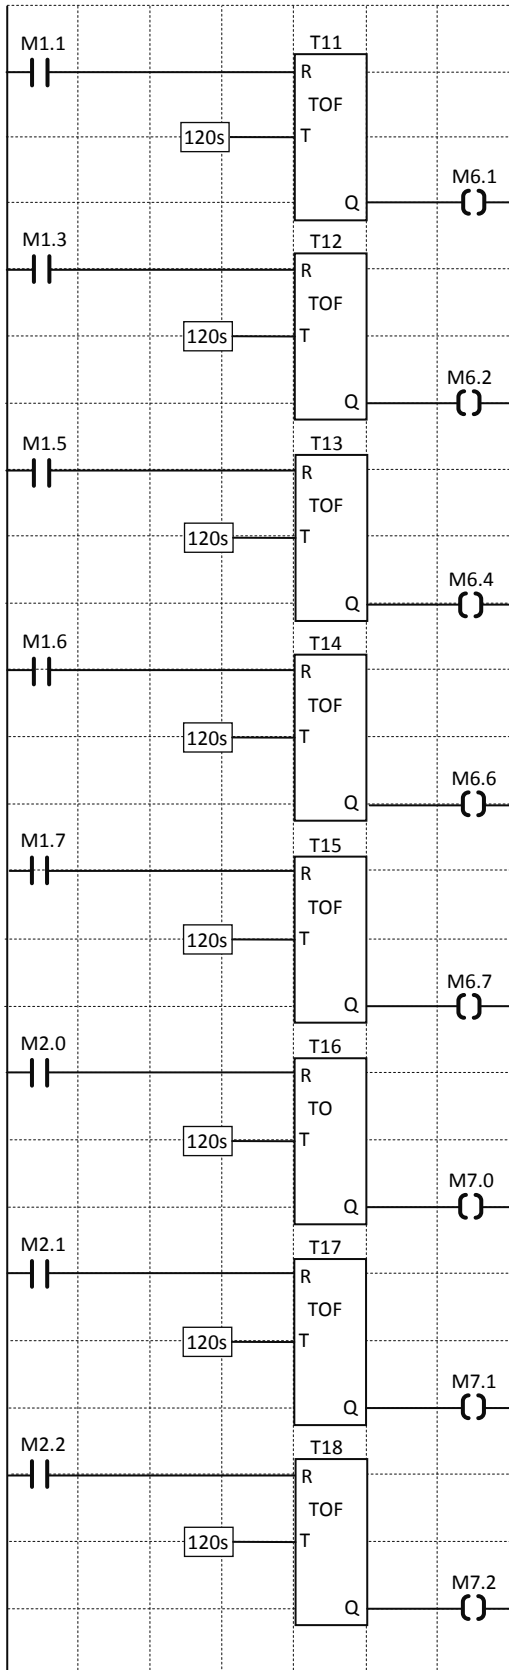 M1.1
T11
R
TOF
120s
T
M6.1
Q
M1.3
T12
R
TOF
120s
T
M6.2
Q
M1.5
T13
R
TOF
120s
T
M6.4
Q
M1.6
T14
R
TOF
120s
T
M6.6
Q
M1.7
T15
R
TOF
120s
T
M6.7
Q
M2.0
T16
R
TO
120s
T
M7.0
Q
M2.1
T17
R
TOF
120s
T
M7.1
Q
M2.2
T18
R
TOF
120s
T
M7.2
Q